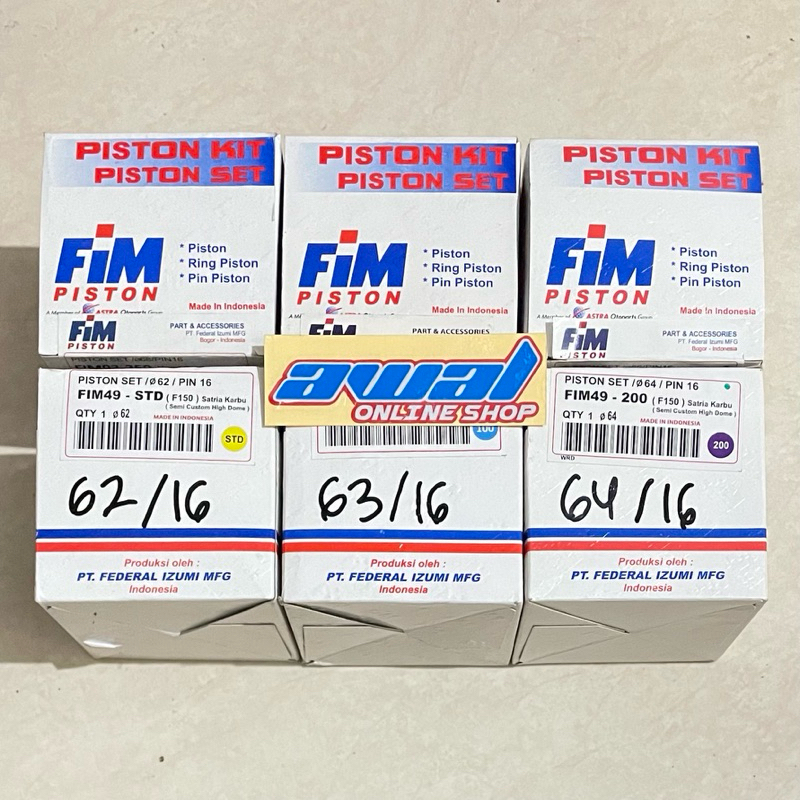 PISTON KIT
PISTON SET
FiM
PISTON
* Piston
* Ring Piston
* Pin Piston
Made In Indonesia
FiM
PISTON
PART & ACCESSORIES
PT. Federal Izumi MFG
Bogor - Indonesia
PISTON SET / Ø 62 / PIN 16
FIM49 - STD ( F150 ) Satria Karbu
( Semi Custom High Dome )
QTY 1 Ø 62
MADE IN INDONESIA
STD
62/16
Produksi oleh :
PT. FEDERAL IZUMI MFG
Indonesia
PISTON KIT
PISTON SET
FiM
PISTON
* Piston
* Ring Piston
* Pin Piston
Made In Indonesia
FiM
PART & ACCESSORIES
awal
ONLINE SHOP
100
63/16
Produksi oleh :
PT. FEDERAL IZUMI MFG
Indonesia
PISTON KIT
PISTON SET
FiM
PISTON
* Piston
* Ring Piston
* Pin Piston
Made In Indonesia
FiM
PISTON
PART & ACCESSORIES
PT. Federal Izumi MFG
Bogor - Indonesia
PISTON SET / Ø 64 / PIN 16
FIM49 - 200 ( F150 ) Satria Karbu
( Semi Custom High Dome )
QTY 1 Ø 64
MADE IN INDONESIA
200
WRD
64/16
Produksi oleh :
PT. FEDERAL IZUMI MFG
Indonesia